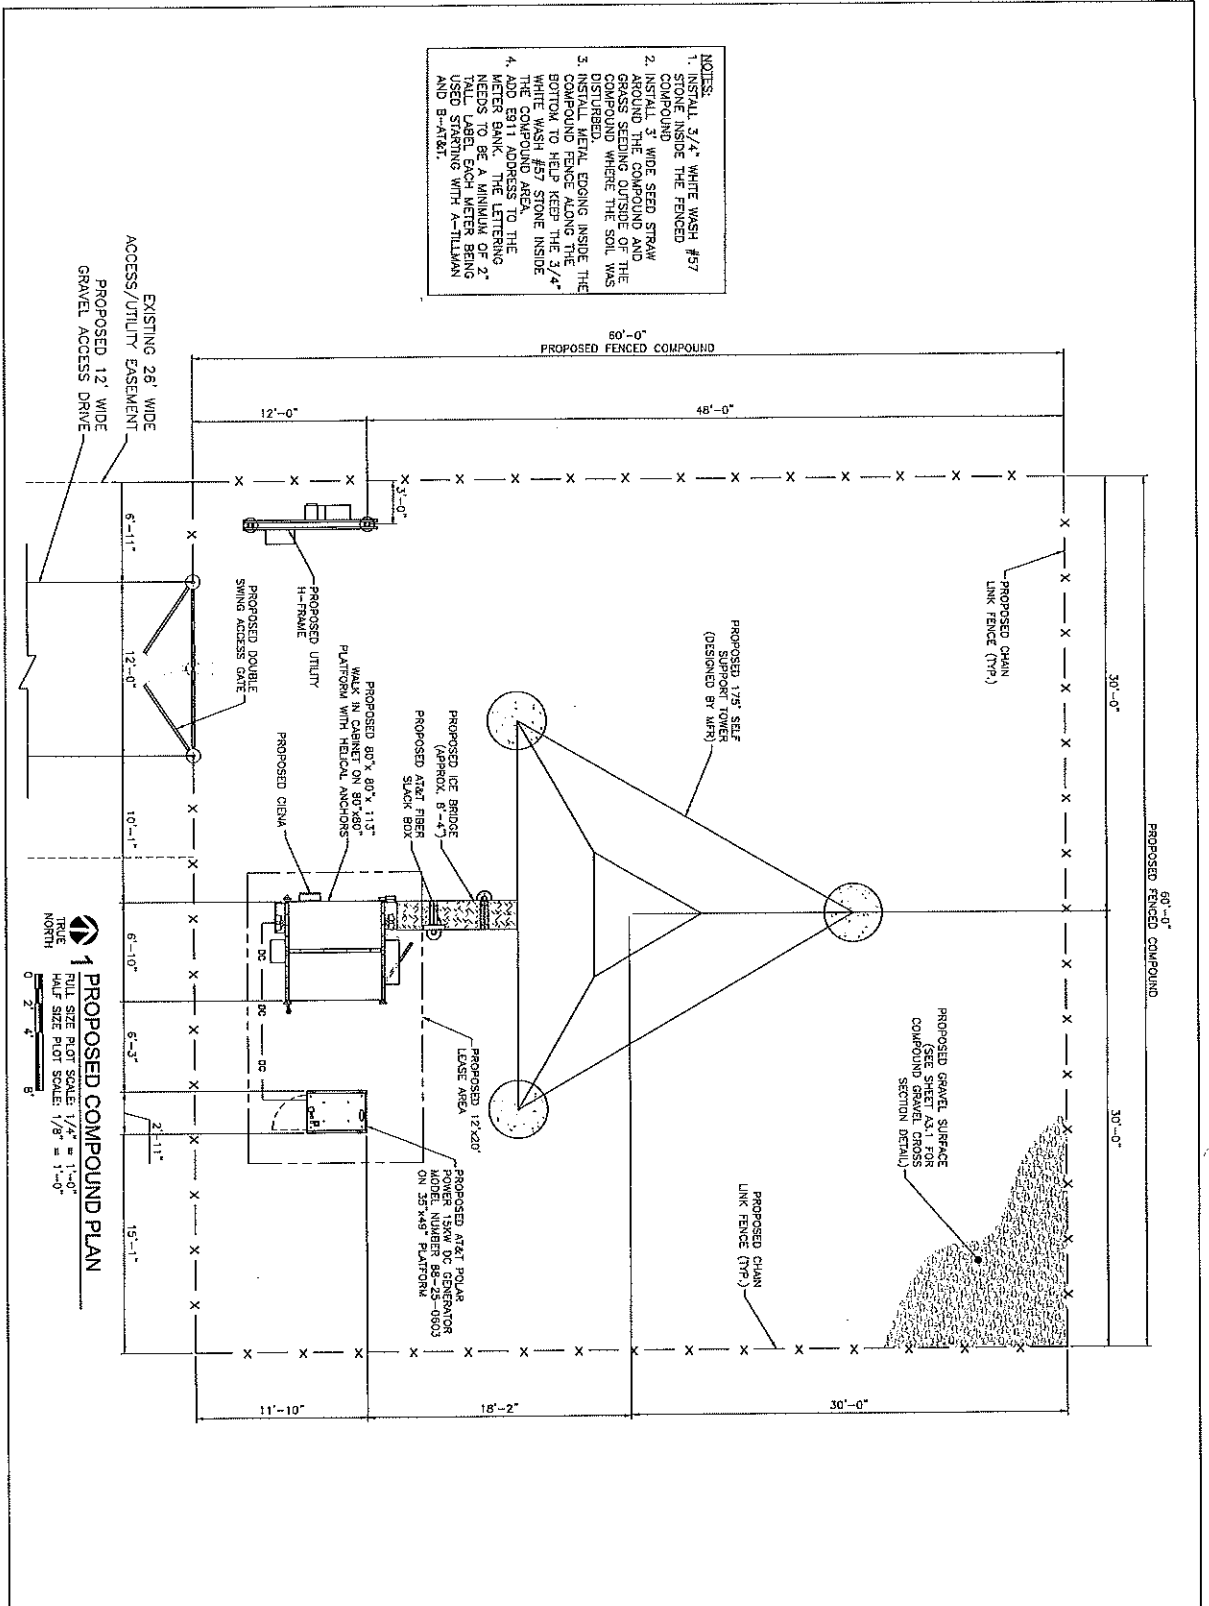 NOTES:
1. INSTALL 3/4" WHITE WASH #57
STONE INSIDE THE FENCED
COMPOUND
2. INSTALL 3' WIDE SEED STRAW
AROUND THE COMPOUND AND
GRASS SEEDING OUTSIDE OF THE
COMPOUND WHERE THE SOIL WAS
DISTURBED.
3. INSTALL METAL EDGING INSIDE THE
COMPOUND FENCE ALONG THE
BOTTOM TO HELP KEEP THE 3/4"
WHITE WASH #57 STONE INSIDE
THE COMPOUND AREA.
4. ADD E911 ADDRESS TO THE
METER BANK. THE LETTERING
NEEDS TO BE A MINIMUM OF 2"
TALL. LABEL EACH METER BEING
USED STARTING WITH A-TILLMAN
AND B-AT&T.
60'-0"
PROPOSED FENCED COMPOUND
12'-0"
48'-0"
60'-0"
PROPOSED FENCED COMPOUND
30'-0"
30'-0"
PROPOSED CHAIN
LINK FENCE (TYP.)
PROPOSED 175' SELF
SUPPORT TOWER
(DESIGNED BY MFR)
PROPOSED GRAVEL SURFACE
(SEE SHEET A3.1 FOR
COMPOUND GRAVEL CROSS
SECTION DETAIL)
PROPOSED CHAIN
LINK FENCE (TYP.)
3'-0"
PROPOSED UTILITY
H-FRAME
PROPOSED DOUBLE
SWING ACCESS GATE
PROPOSED ICE BRIDGE
(APPROX. 8'-4")
PROPOSED AT&T FIBER
SLACK BOX
PROPOSED 80"x 80"x 113"
WALK IN CABINET ON 80"x80"
PLATFORM WITH HELICAL ANCHORS
PROPOSED CIENA
DC
DC
PROPOSED 12'x20'
LEASE AREA
PROPOSED AT&T POLAR
POWER 15KW DC GENERATOR
MODEL NUMBER 88-25-0603
ON 35"x49" PLATFORM
EXISTING 26' WIDE
ACCESS/UTILITY EASEMENT
PROPOSED 12' WIDE
GRAVEL ACCESS DRIVE
6'-11"
12'-0"
10'-1"
6'-10"
6'-3"
2'-11"
15'-1"
11'-10"
18'-2"
30'-0"
TRUE
NORTH
1 PROPOSED COMPOUND PLAN
FULL SIZE PLOT SCALE: 1/4" = 1'-0"
HALF SIZE PLOT SCALE: 1/8" = 1'-0"
0 2' 4' 8'